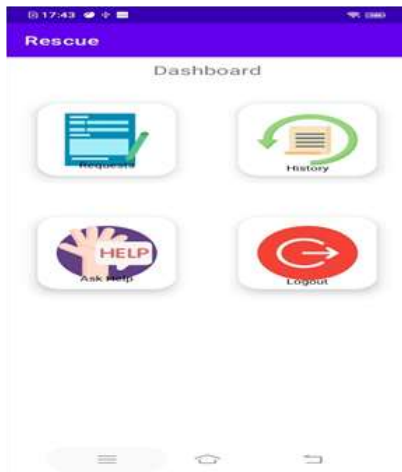 17:43
Rescue
Dashboard
Requests
History
HELP
Ask Help
Logout